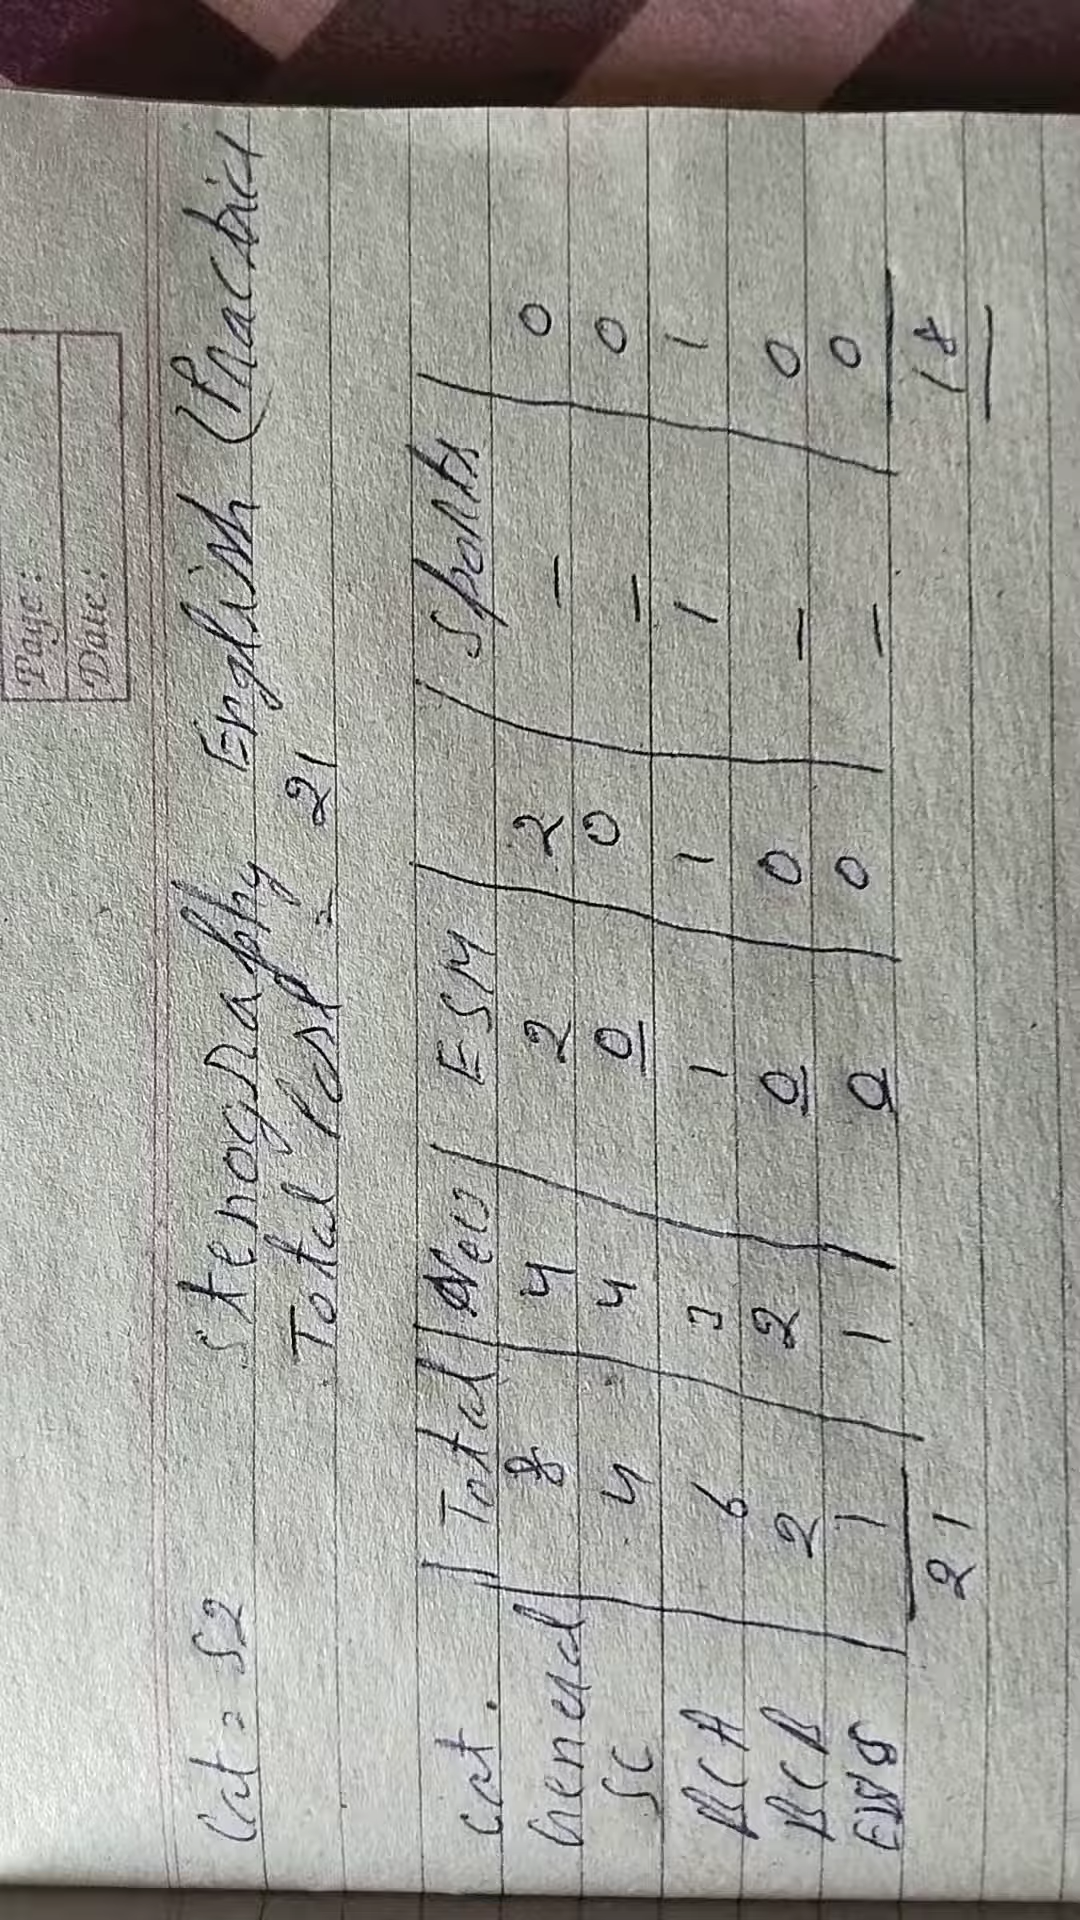 Page:
Date:
Cat = S2 Stenography English (Practice
Total Post = 21
Cat. | Total | New | ESM | | Sports |
General 8 4 2 2 – 0
SC 4 4 0 0 – 0
BCA 6 3 1 1 1 1
BCB 2 2 0 0 – 0
EWS 1 1 0 0 – 0
21 18